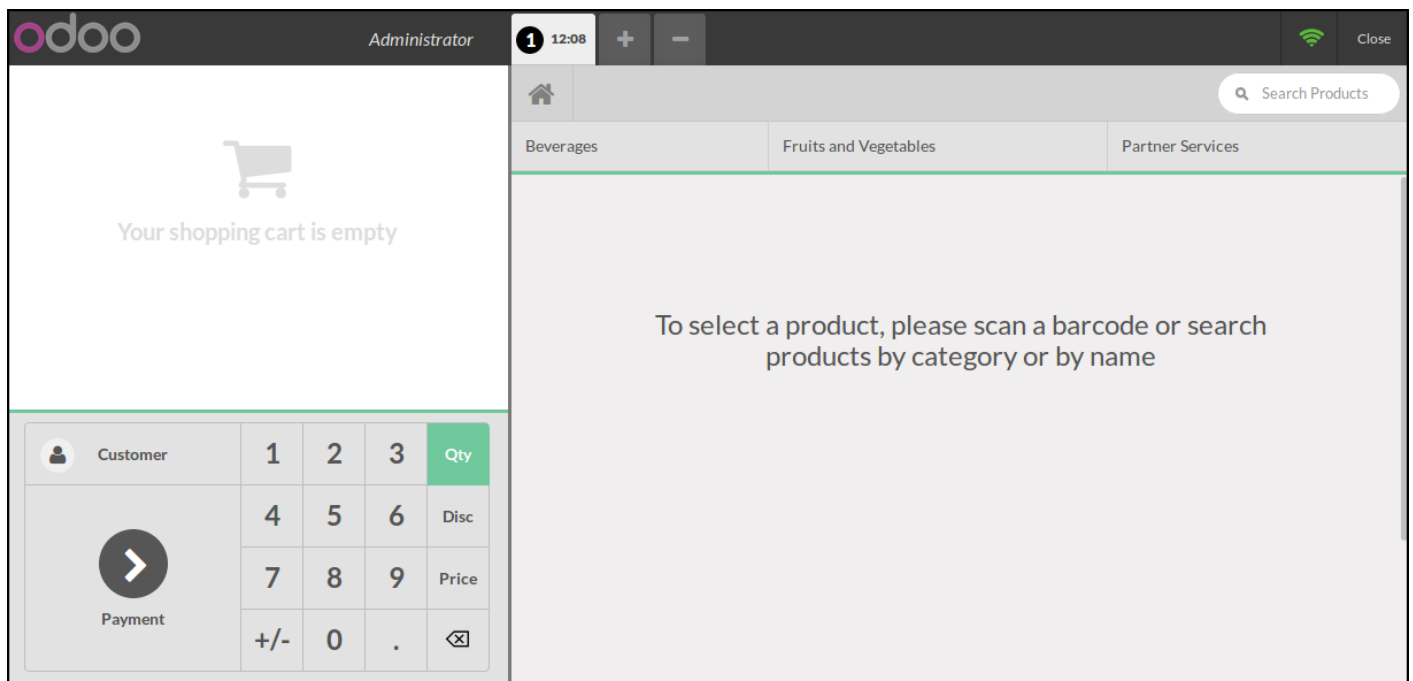 odoo
Administrator
1 12:08 + −
Close
Search Products
Beverages
Fruits and Vegetables
Partner Services
Your shopping cart is empty
To select a product, please scan a barcode or search
products by category or by name
Customer
1 2 3 Qty
4 5 6 Disc
7 8 9 Price
Payment
+/- 0 .